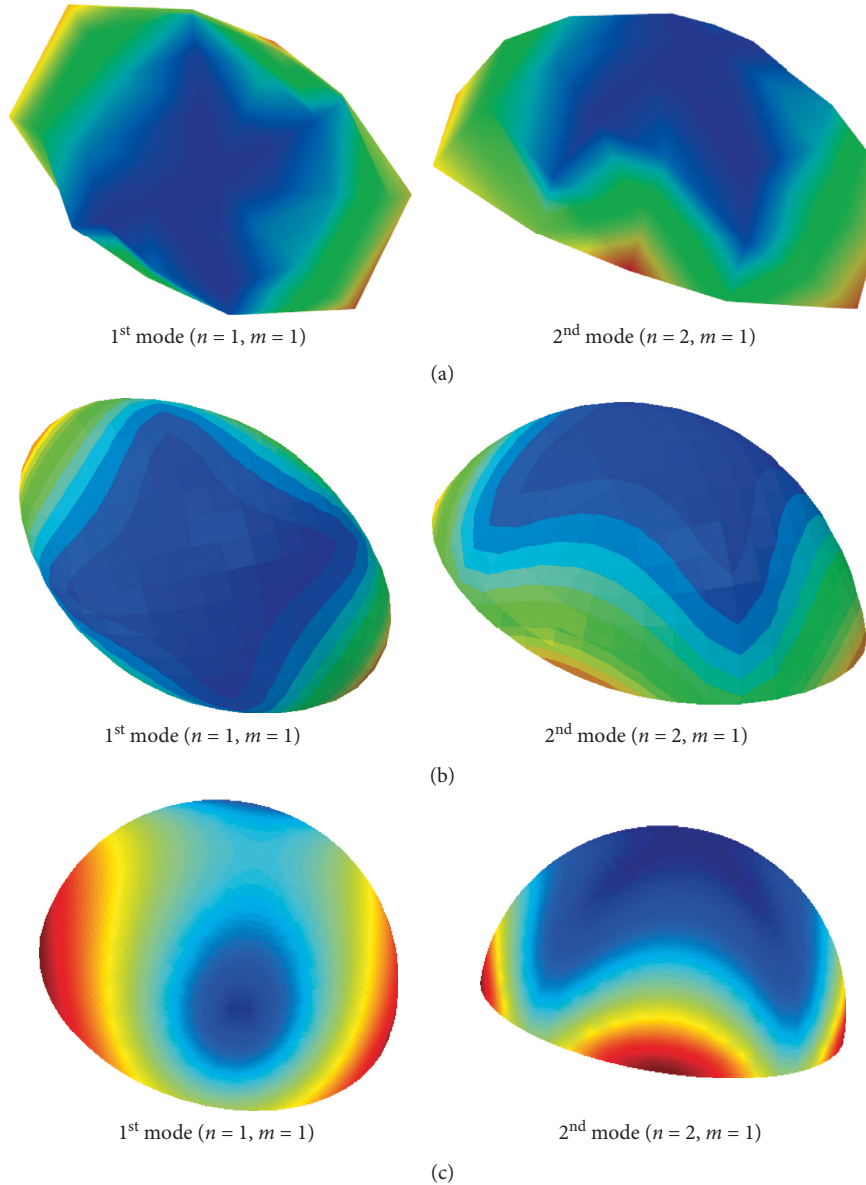 1st mode (n = 1, m = 1) 2nd mode (n = 2, m = 1)
(a)
1st mode (n = 1, m = 1) 2nd mode (n = 2, m = 1)
(b)
1st mode (n = 1, m = 1) 2nd mode (n = 2, m = 1)
(c)